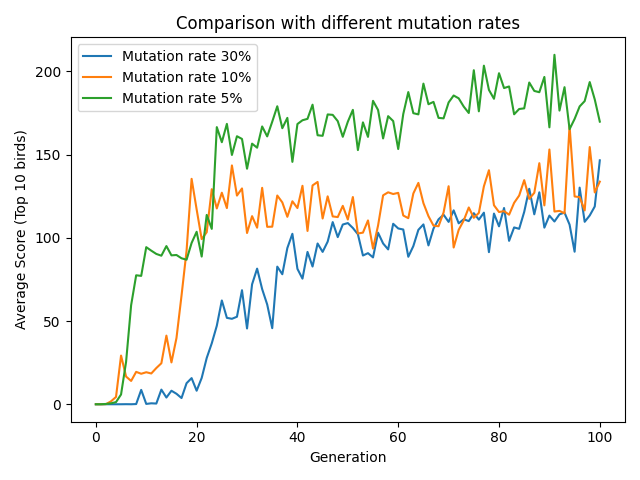 Comparison with different mutation rates
Mutation rate 30%
Mutation rate 10%
Mutation rate 5%
Average Score (Top 10 birds)
200
150
100
50
0
0 20 40 60 80 100
Generation